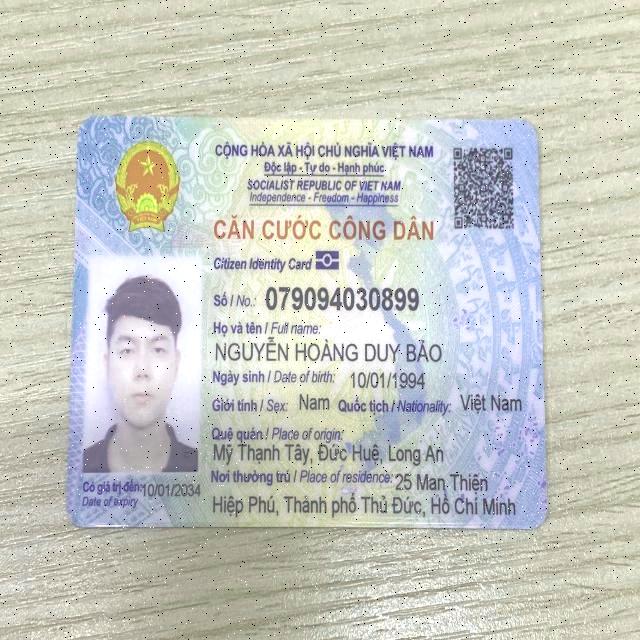 CỘNG HÒA XÃ HỘI CHỦ NGHĨA VIỆT NAM
Độc lập - Tự do - Hạnh phúc
SOCIALIST REPUBLIC OF VIET NAM
Independence - Freedom - Happiness
CĂN CƯỚC CÔNG DÂN
Citizen Identity Card
Số / No.: 079094030899
Họ và tên / Full name:
NGUYỄN HOÀNG DUY BẢO
Ngày sinh / Date of birth: 10/01/1994
Giới tính / Sex: Nam Quốc tịch / Nationality: Việt Nam
Quê quán / Place of origin:
Mỹ Thạnh Tây, Đức Huệ, Long An
Nơi thường trú / Place of residence: 25 Man Thiện
Hiệp Phú, Thành phố Thủ Đức, Hồ Chí Minh
Có giá trị đến: 10/01/2034
Date of expiry